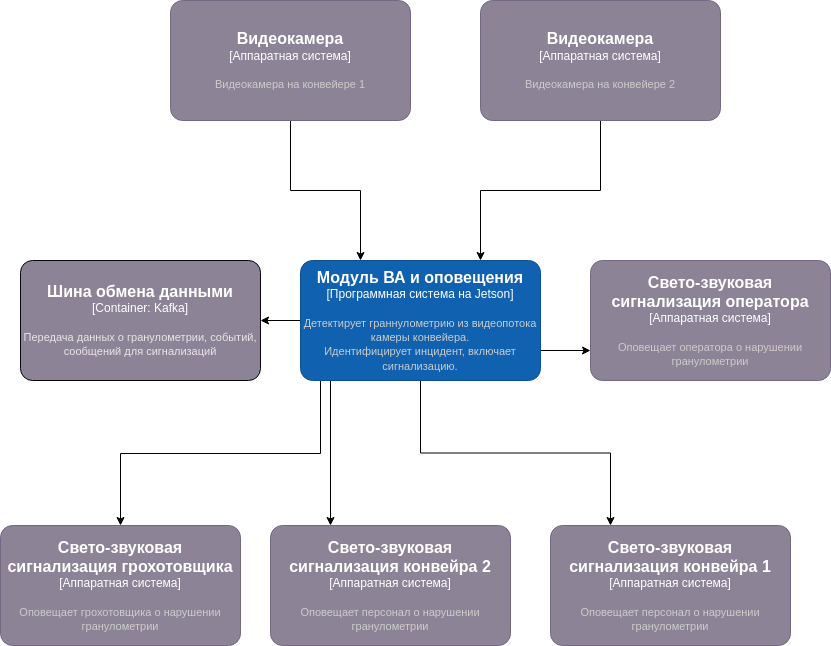 Видеокамера
[Аппаратная система]
Видеокамера на конвейере 1
Видеокамера
[Аппаратная система]
Видеокамера на конвейере 2
Шина обмена данными
[Container: Kafka]
Передача данных о гранулометрии, событий,
сообщений для сигнализаций
Модуль ВА и оповещения
[Программная система на Jetson]
Детектирует граннулометрию из видеопотока
камеры конвейера.
Идентифицирует инцидент, включает
сигнализацию.
Свето-звуковая
сигнализация оператора
[Аппаратная система]
Оповещает оператора о нарушении
гранулометрии
Свето-звуковая
сигнализация грохотовщика
[Аппаратная система]
Оповещает грохотовщика о нарушении
гранулометрии
Свето-звуковая
сигнализация конвейра 2
[Аппаратная система]
Оповещает персонал о нарушении
гранулометрии
Свето-звуковая
сигнализация конвейра 1
[Аппаратная система]
Оповещает персонал о нарушении
гранулометрии